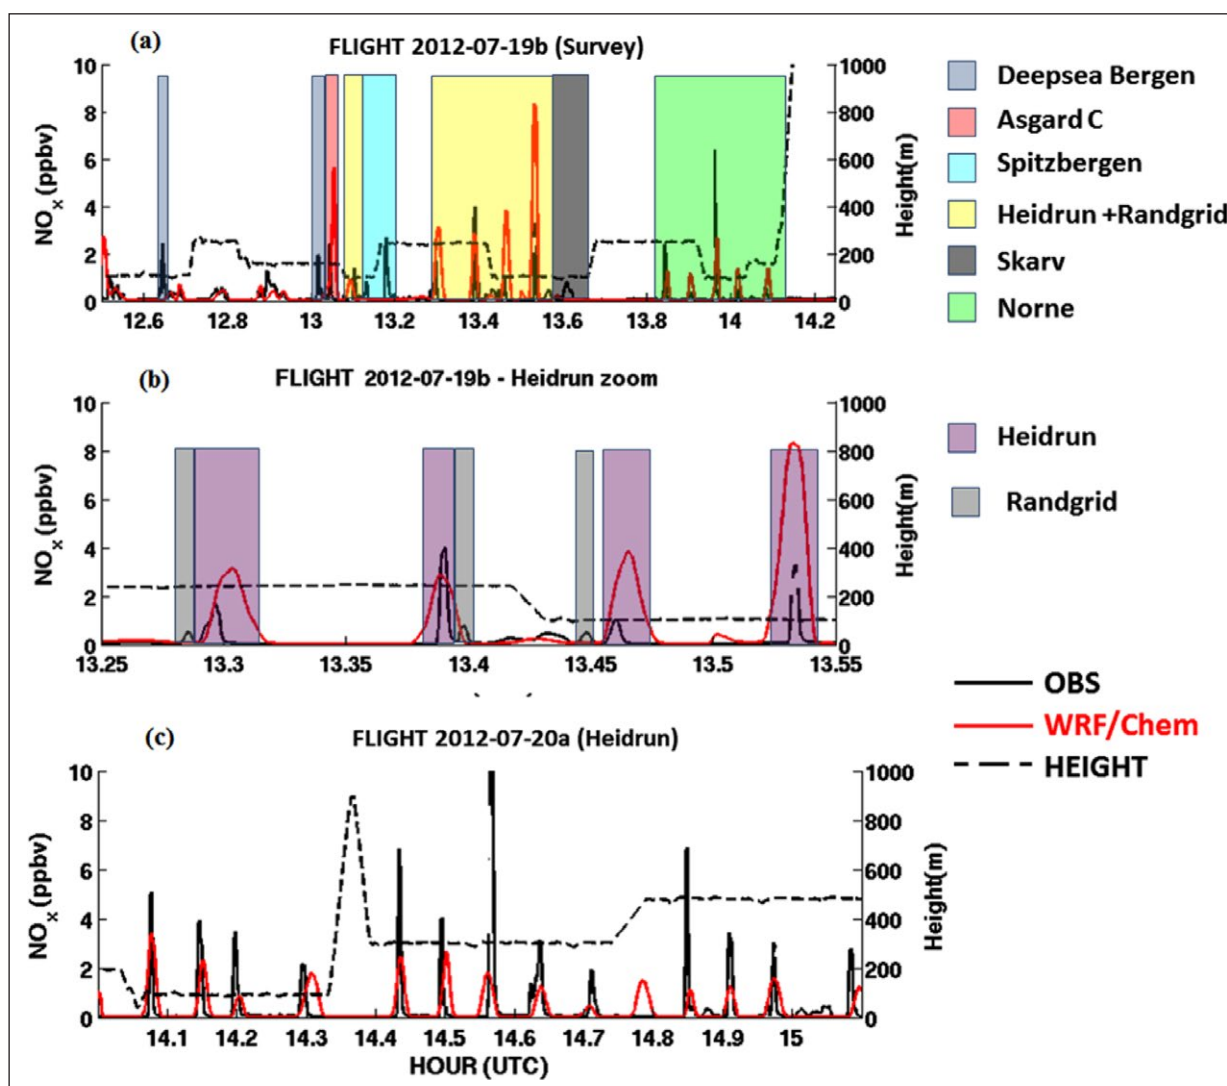 (a)
FLIGHT 2012-07-19b (Survey)
10 8 6 4 2 0
NOx (ppbv)
1000 800 600 400 200 0
Height(m)
12.6 12.8 13 13.2 13.4 13.6 13.8 14 14.2
Deepsea Bergen
Asgard C
Spitzbergen
Heidrun +Randgrid
Skarv
Norne
(b)
FLIGHT 2012-07-19b - Heidrun zoom
10 8 6 4 2 0
NOx (ppbv)
1000 800 600 400 200 0
Height(m)
13.25 13.3 13.35 13.4 13.45 13.5 13.55
Heidrun
Randgrid
OBS
WRF/Chem
HEIGHT
(c)
FLIGHT 2012-07-20a (Heidrun)
10 8 6 4 2 0
NOx (ppbv)
1000 800 600 400 200 0
Height(m)
14.1 14.2 14.3 14.4 14.5 14.6 14.7 14.8 14.9 15
HOUR (UTC)